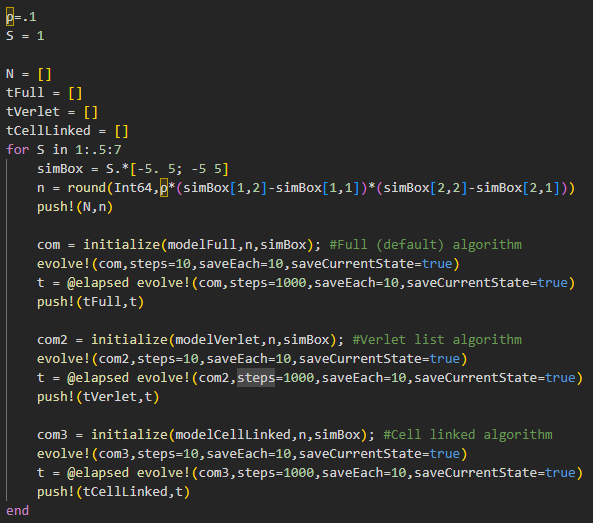 ρ=.1
S = 1
N = []
tFull = []
tVerlet = []
tCellLinked = []
for S in 1:.5:7
simBox = S.*[-5. 5; -5 5]
n = round(Int64,ρ*(simBox[1,2]-simBox[1,1])*(simBox[2,2]-simBox[2,1]))
push!(N,n)
com = initialize(modelFull,n,simBox); #Full (default) algorithm
evolve!(com,steps=10,saveEach=10,saveCurrentState=true)
t = @elapsed evolve!(com,steps=1000,saveEach=10,saveCurrentState=true)
push!(tFull,t)
com2 = initialize(modelVerlet,n,simBox); #Verlet list algorithm
evolve!(com2,steps=10,saveEach=10,saveCurrentState=true)
t = @elapsed evolve!(com2,steps=1000,saveEach=10,saveCurrentState=true)
push!(tVerlet,t)
com3 = initialize(modelCellLinked,n,simBox); #Cell linked algorithm
evolve!(com3,steps=10,saveEach=10,saveCurrentState=true)
t = @elapsed evolve!(com3,steps=1000,saveEach=10,saveCurrentState=true)
push!(tCellLinked,t)
end